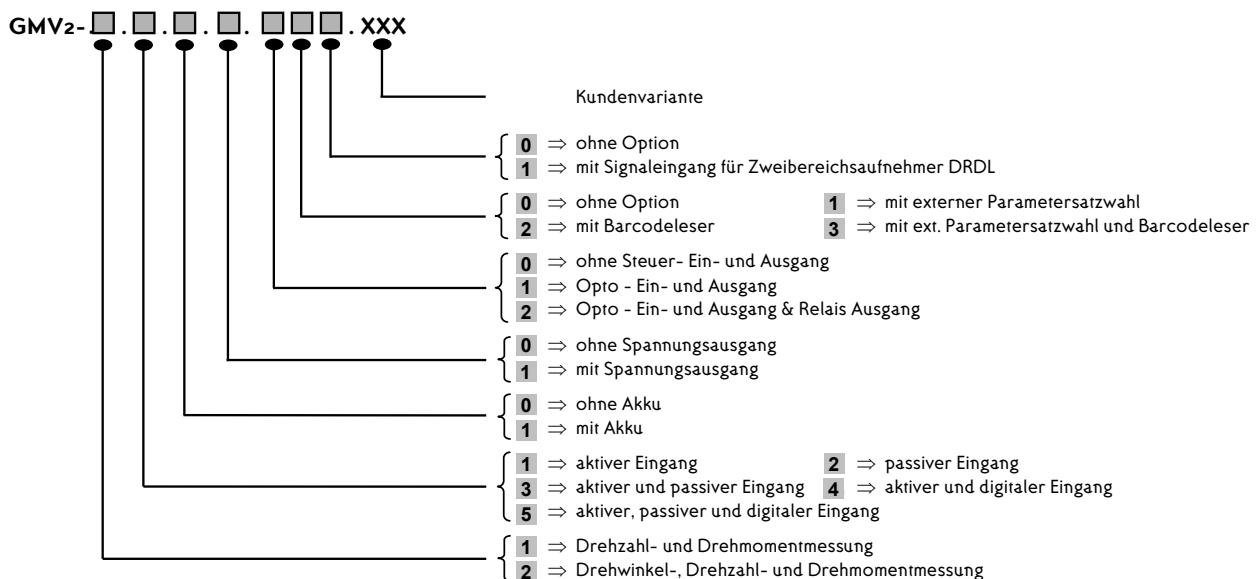 GMV2- . . . . . XXX
Kundenvariante
0 ⇒ ohne Option
1 ⇒ mit Signaleingang für Zweibereichsaufnehmer DRDL
0 ⇒ ohne Option 1 ⇒ mit externer Parametersatzwahl
2 ⇒ mit Barcodeleser 3 ⇒ mit ext. Parametersatzwahl und Barcodeleser
0 ⇒ ohne Steuer- Ein- und Ausgang
1 ⇒ Opto - Ein- und Ausgang
2 ⇒ Opto - Ein- und Ausgang & Relais Ausgang
0 ⇒ ohne Spannungsausgang
1 ⇒ mit Spannungsausgang
0 ⇒ ohne Akku
1 ⇒ mit Akku
1 ⇒ aktiver Eingang 2 ⇒ passiver Eingang
3 ⇒ aktiver und passiver Eingang 4 ⇒ aktiver und digitaler Eingang
5 ⇒ aktiver, passiver und digitaler Eingang
1 ⇒ Drehzahl- und Drehmomentmessung
2 ⇒ Drehwinkel-, Drehzahl- und Drehmomentmessung